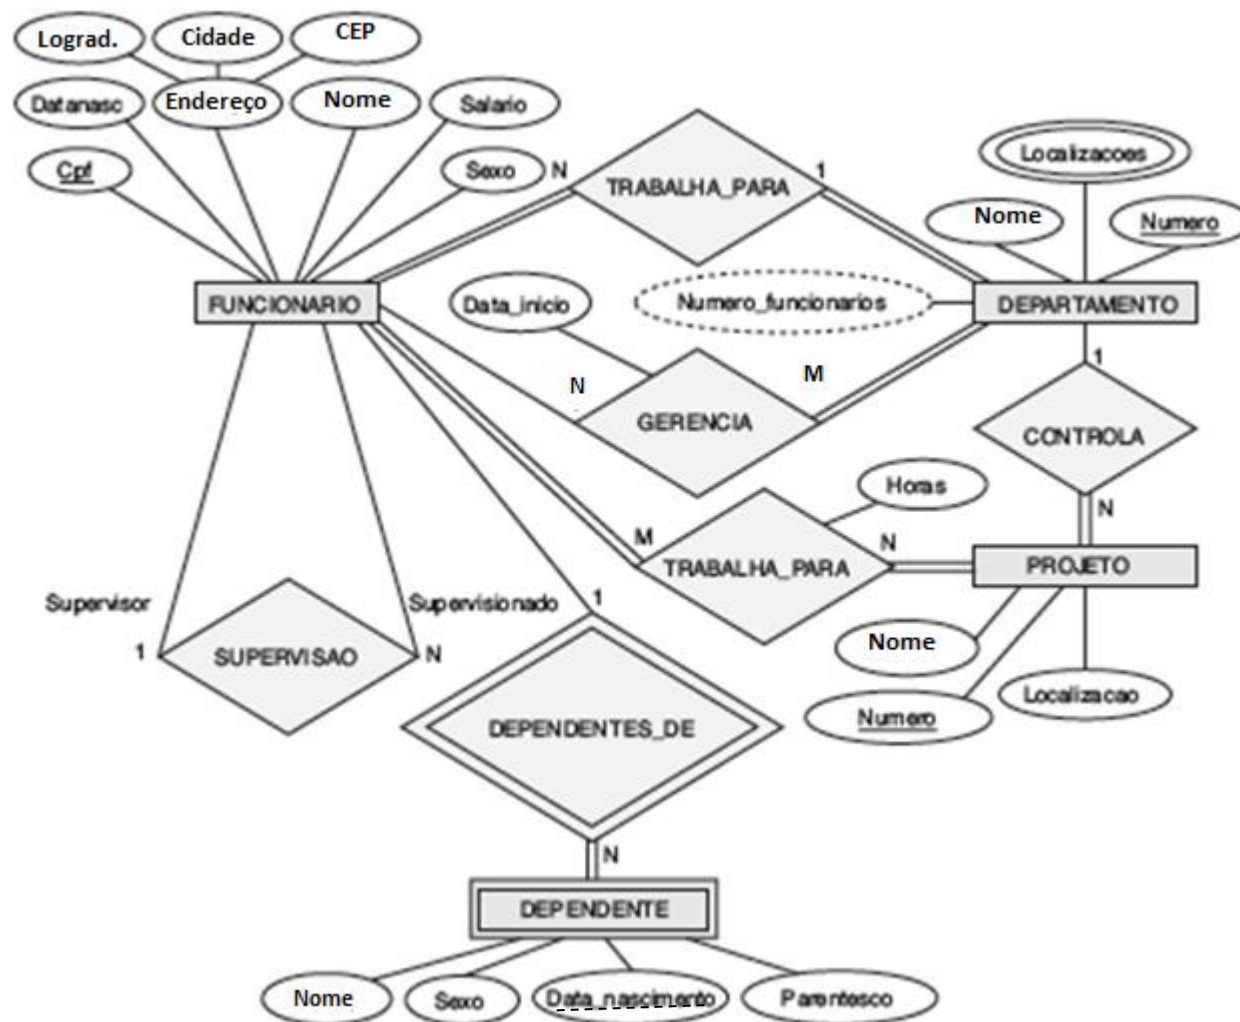 Lograd.
Cidade
CEP
Datanasc
Endereço
Nome
Salario
Cpf
Sexo
N
TRABALHA_PARA
1
Localizacoes
Nome
Numero
FUNCIONARIO
Data_inicio
Numero_funcionarios
DEPARTAMENTO
N
GERENCIA
M
1
CONTROLA
N
Horas
M
TRABALHA_PARA
N
PROJETO
Nome
Numero
Localizacao
Supervisor
Supervisionado
1
SUPERVISAO
N
1
DEPENDENTES_DE
N
DEPENDENTE
Nome
Sexo
Data_nascimento
Parentesco